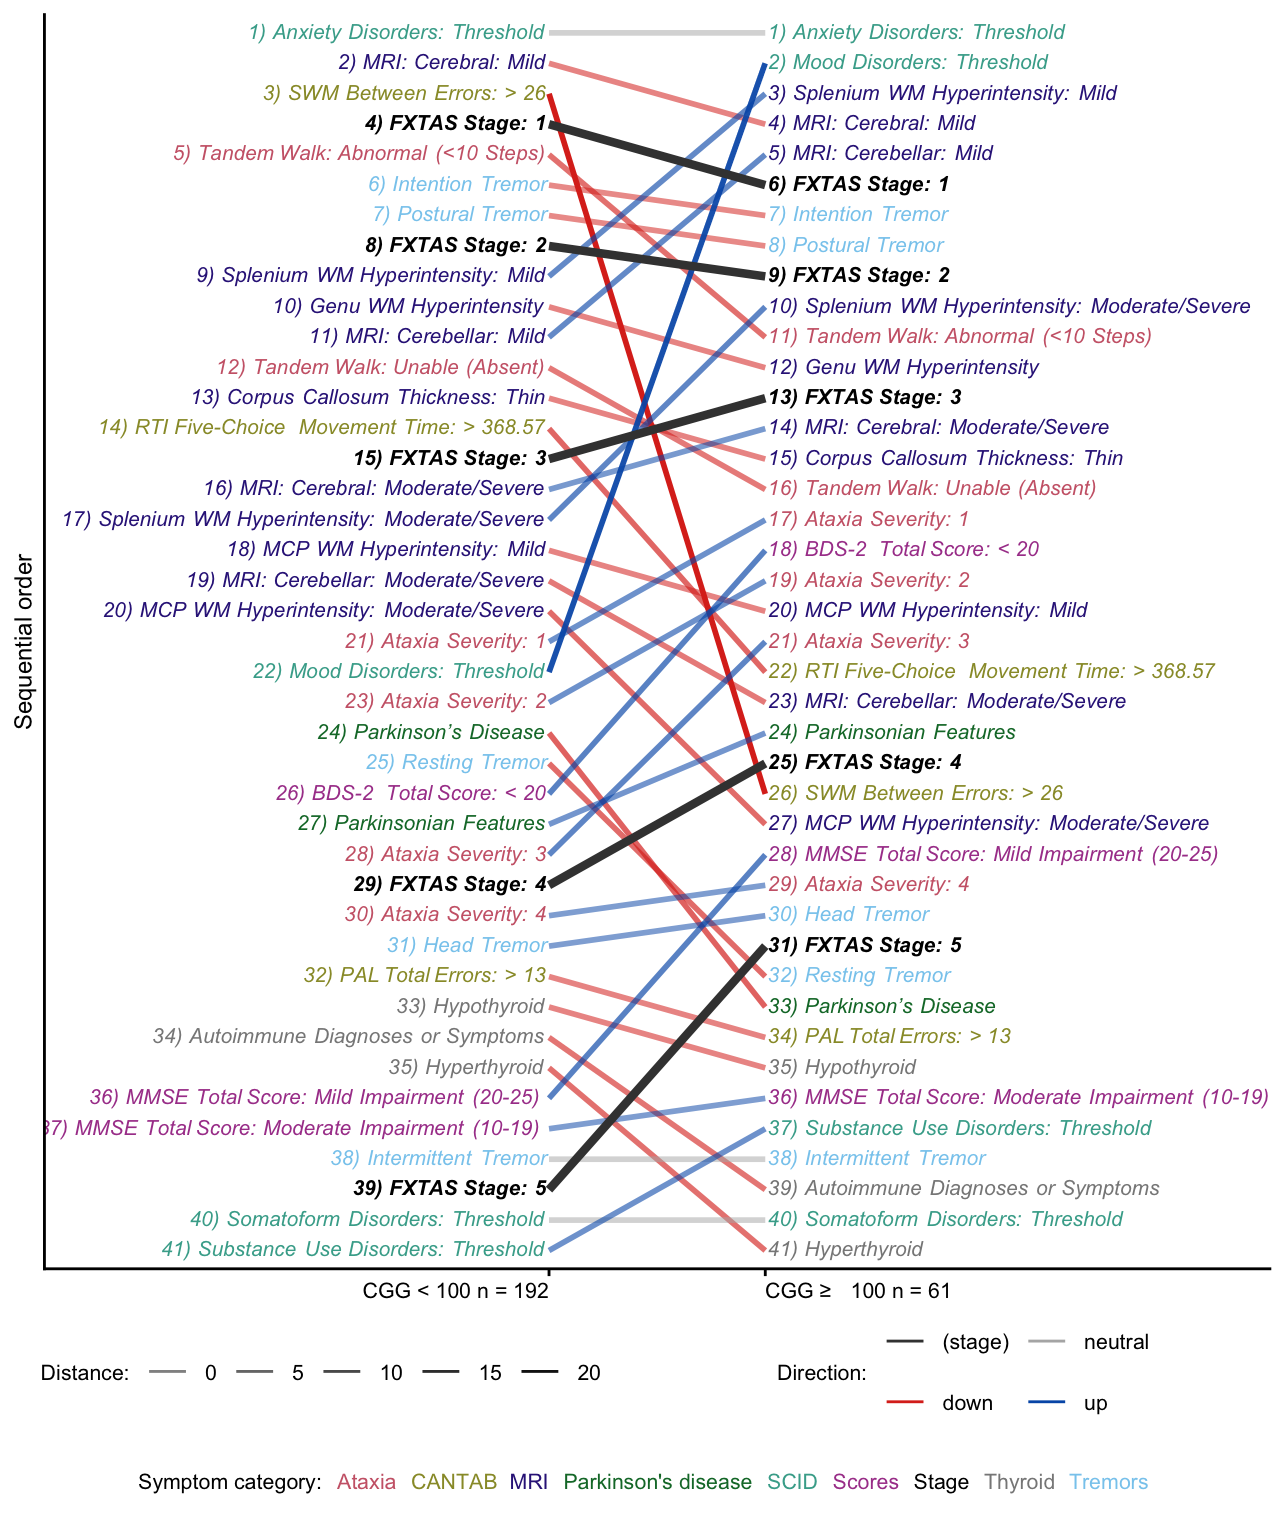 Sequential order
1) Anxiety Disorders: Threshold
2) MRI: Cerebral: Mild
3) SWM Between Errors: > 26
4) FXTAS Stage: 1
5) Tandem Walk: Abnormal (<10 Steps)
6) Intention Tremor
7) Postural Tremor
8) FXTAS Stage: 2
9) Splenium WM Hyperintensity: Mild
10) Genu WM Hyperintensity
11) MRI: Cerebellar: Mild
12) Tandem Walk: Unable (Absent)
13) Corpus Callosum Thickness: Thin
14) RTI Five-Choice Movement Time: > 368.57
15) FXTAS Stage: 3
16) MRI: Cerebral: Moderate/Severe
17) Splenium WM Hyperintensity: Moderate/Severe
18) MCP WM Hyperintensity: Mild
19) MRI: Cerebellar: Moderate/Severe
20) MCP WM Hyperintensity: Moderate/Severe
21) Ataxia Severity: 1
22) Mood Disorders: Threshold
23) Ataxia Severity: 2
24) Parkinson’s Disease
25) Resting Tremor
26) BDS-2 Total Score: < 20
27) Parkinsonian Features
28) Ataxia Severity: 3
29) FXTAS Stage: 4
30) Ataxia Severity: 4
31) Head Tremor
32) PAL Total Errors: > 13
33) Hypothyroid
34) Autoimmune Diagnoses or Symptoms
35) Hyperthyroid
36) MMSE Total Score: Mild Impairment (20-25)
37) MMSE Total Score: Moderate Impairment (10-19)
38) Intermittent Tremor
39) FXTAS Stage: 5
40) Somatoform Disorders: Threshold
41) Substance Use Disorders: Threshold
1) Anxiety Disorders: Threshold
2) Mood Disorders: Threshold
3) Splenium WM Hyperintensity: Mild
4) MRI: Cerebral: Mild
5) MRI: Cerebellar: Mild
6) FXTAS Stage: 1
7) Intention Tremor
8) Postural Tremor
9) FXTAS Stage: 2
10) Splenium WM Hyperintensity: Moderate/Severe
11) Tandem Walk: Abnormal (<10 Steps)
12) Genu WM Hyperintensity
13) FXTAS Stage: 3
14) MRI: Cerebral: Moderate/Severe
15) Corpus Callosum Thickness: Thin
16) Tandem Walk: Unable (Absent)
17) Ataxia Severity: 1
18) BDS-2 Total Score: < 20
19) Ataxia Severity: 2
20) MCP WM Hyperintensity: Mild
21) Ataxia Severity: 3
22) RTI Five-Choice Movement Time: > 368.57
23) MRI: Cerebellar: Moderate/Severe
24) Parkinsonian Features
25) FXTAS Stage: 4
26) SWM Between Errors: > 26
27) MCP WM Hyperintensity: Moderate/Severe
28) MMSE Total Score: Mild Impairment (20-25)
29) Ataxia Severity: 4
30) Head Tremor
31) FXTAS Stage: 5
32) Resting Tremor
33) Parkinson’s Disease
34) PAL Total Errors: > 13
35) Hypothyroid
36) MMSE Total Score: Moderate Impairment (10-19)
37) Substance Use Disorders: Threshold
38) Intermittent Tremor
39) Autoimmune Diagnoses or Symptoms
40) Somatoform Disorders: Threshold
41) Hyperthyroid
CGG < 100 n = 192
CGG ≥ 100 n = 61
Distance: 0 5 10 15 20
Direction: (stage) neutral
down up
Symptom category: Ataxia CANTAB MRI Parkinson's disease SCID Scores Stage Thyroid Tremors